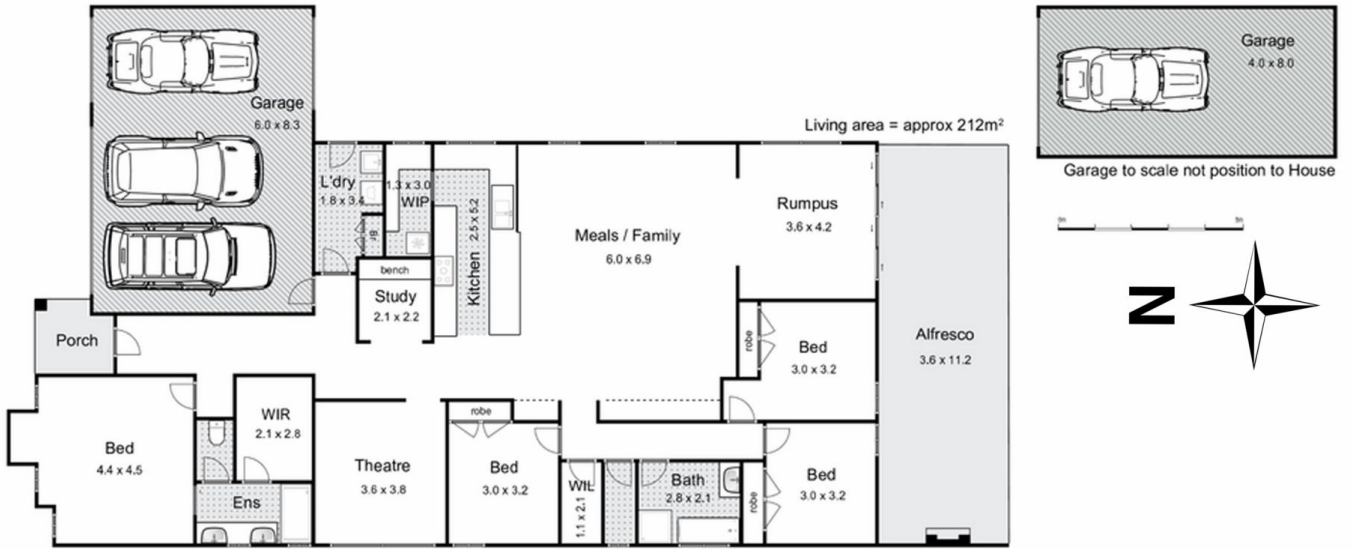 Garage
6.0 x 8.3
Garage
4.0 x 8.0
Garage to scale not position to House
Living area = approx 212m²
0m
5m
N
L'dry
1.8 x 3.4
Br
1.3 x 3.0
WIP
Kitchen
2.5 x 5.2
Meals / Family
6.0 x 6.9
Rumpus
3.6 x 4.2
bench
Study
2.1 x 2.2
Porch
robe
Bed
3.0 x 3.2
Alfresco
3.6 x 11.2
Bed
4.4 x 4.5
WIR
2.1 x 2.8
Ens
Theatre
3.6 x 3.8
robe
Bed
3.0 x 3.2
WIL
1.1 x 2.1
Bath
2.8 x 2.1
robe
Bed
3.0 x 3.2